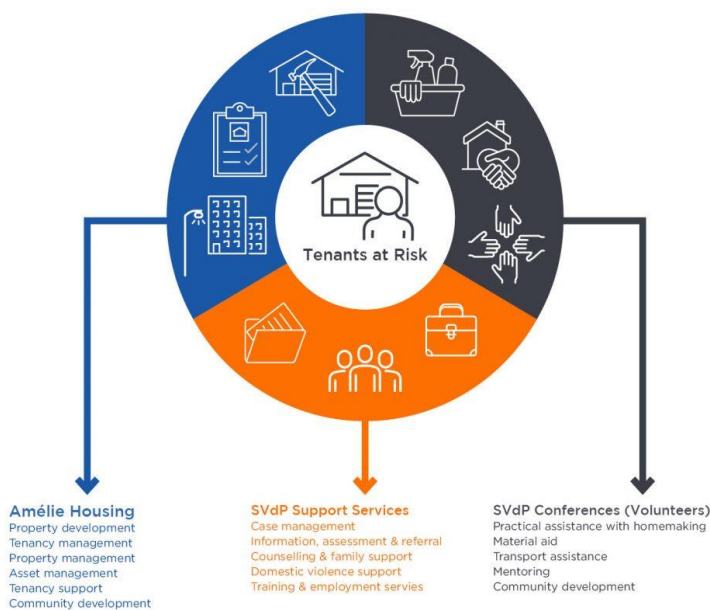 Tenants at Risk
Amélie Housing
Property development
Tenancy management
Property management
Asset management
Tenancy support
Community development
SVdP Support Services
Case management
Information, assessment & referral
Counselling & family support
Domestic violence support
Training & employment servies
SVdP Conferences (Volunteers)
Practical assistance with homemaking
Material aid
Transport assistance
Mentoring
Community development